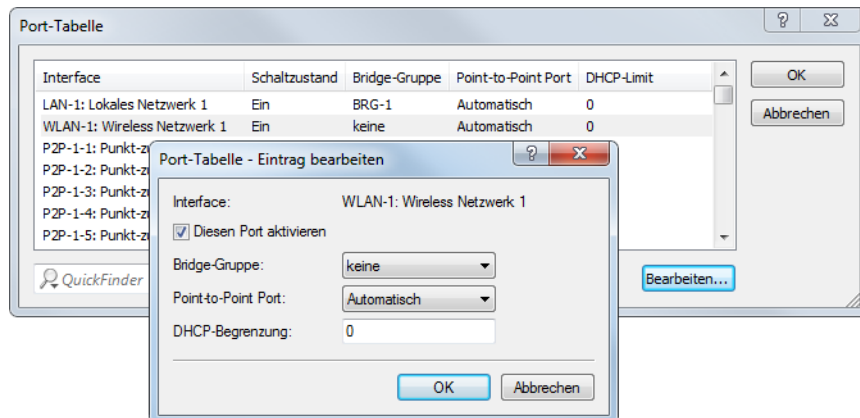 Port-Tabelle
Interface Schaltzustand Bridge-Gruppe Point-to-Point Port DHCP-Limit
LAN-1: Lokales Netzwerk 1 Ein BRG-1 Automatisch 0
WLAN-1: Wireless Netzwerk 1 Ein keine Automatisch 0
P2P-1-1: Punkt-z
P2P-1-2: Punkt-z
P2P-1-3: Punkt-z
P2P-1-4: Punkt-z
P2P-1-5: Punkt-z
QuickFinder
OK
Abbrechen
Bearbeiten...
Port-Tabelle - Eintrag bearbeiten
Interface: WLAN-1: Wireless Netzwerk 1
Diesen Port aktivieren
Bridge-Gruppe: keine
Point-to-Point Port: Automatisch
DHCP-Begrenzung: 0
OK Abbrechen